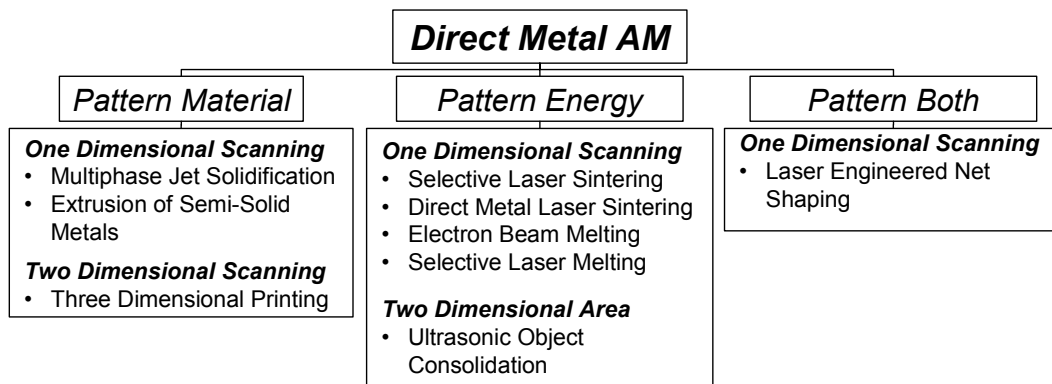 Direct Metal AM
Pattern Material
One Dimensional Scanning
• Multiphase Jet Solidification
• Extrusion of Semi-Solid
Metals
Two Dimensional Scanning
• Three Dimensional Printing
Pattern Energy
One Dimensional Scanning
• Selective Laser Sintering
• Direct Metal Laser Sintering
• Electron Beam Melting
• Selective Laser Melting
Two Dimensional Area
• Ultrasonic Object
Consolidation
Pattern Both
One Dimensional Scanning
• Laser Engineered Net
Shaping